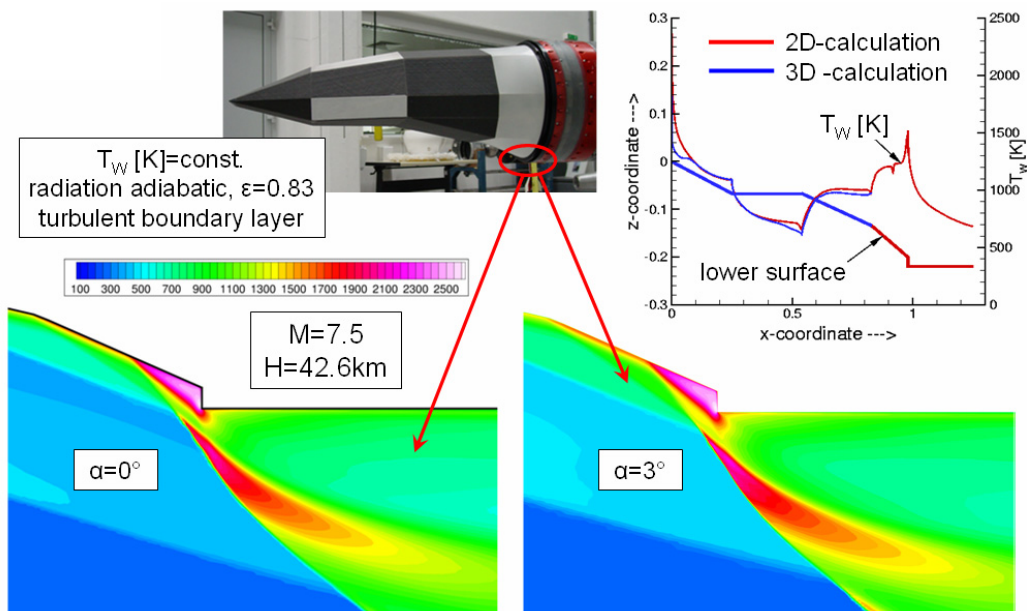 T_W [K]=const.
radiation adiabatic, ε=0.83
turbulent boundary layer
100 300 500 700 900 1100 1300 1500 1700 1900 2100 2300 2500
M=7.5
H=42.6km
α=0°
α=3°
2D-calculation
3D -calculation
T_W [K]
lower surface
z-coordinate --->
0.3
0.2
0.1
0
-0.1
-0.2
-0.3
0
0.5
1
x-coordinate --->
2500
2000
1500
1000
500
0
T_W [K] --->